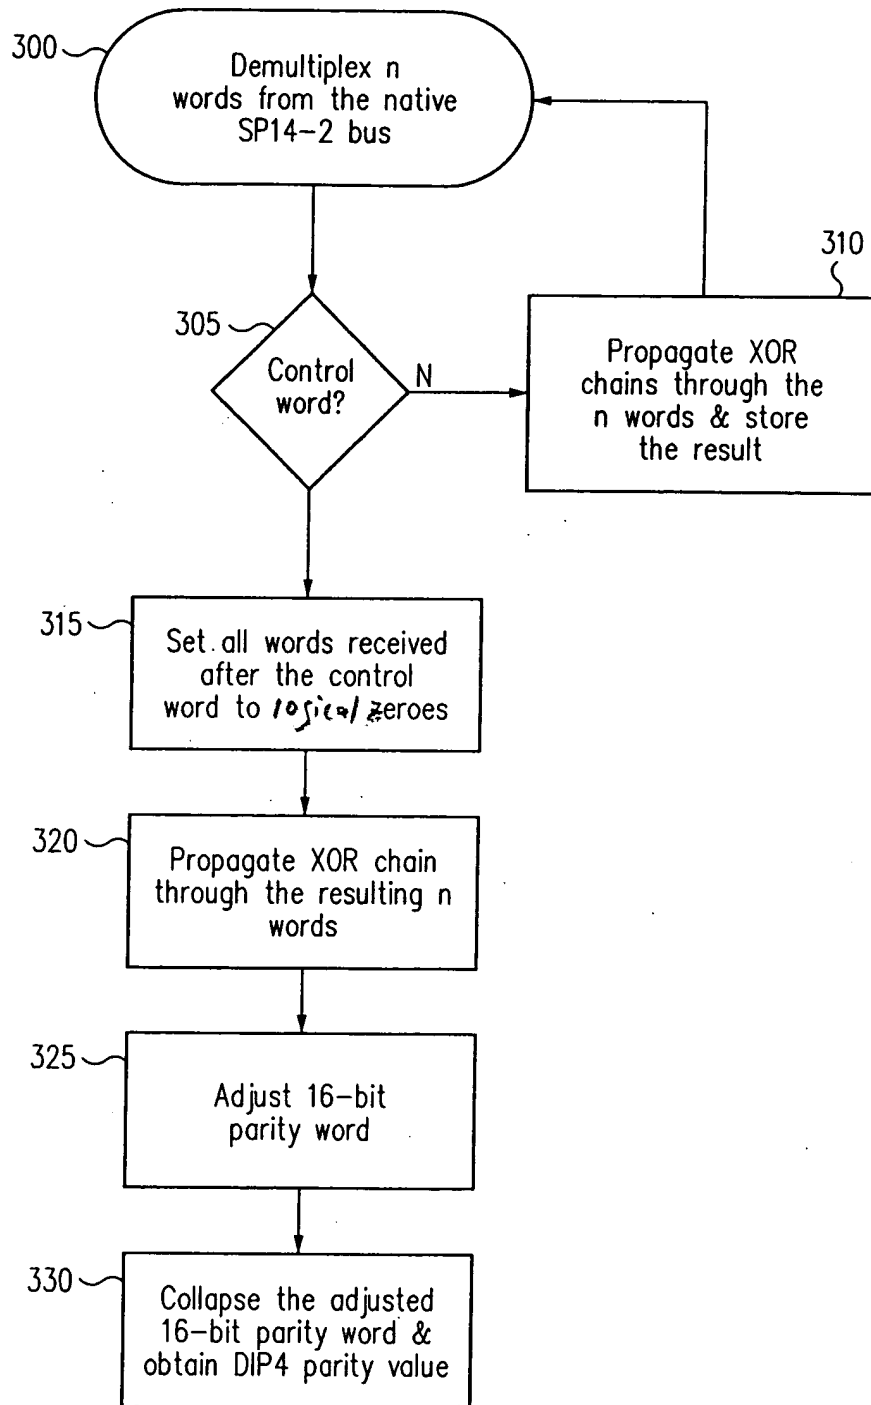 300
Demultiplex n
words from the native
SP14-2 bus
310
305
Control
word?
N
Propagate XOR
chains through the
n words & store
the result
315
Set all words received
after the control
word to logical zeroes
320
Propagate XOR chain
through the resulting n
words
325
Adjust 16-bit
parity word
330
Collapse the adjusted
16-bit parity word &
obtain DIP4 parity value